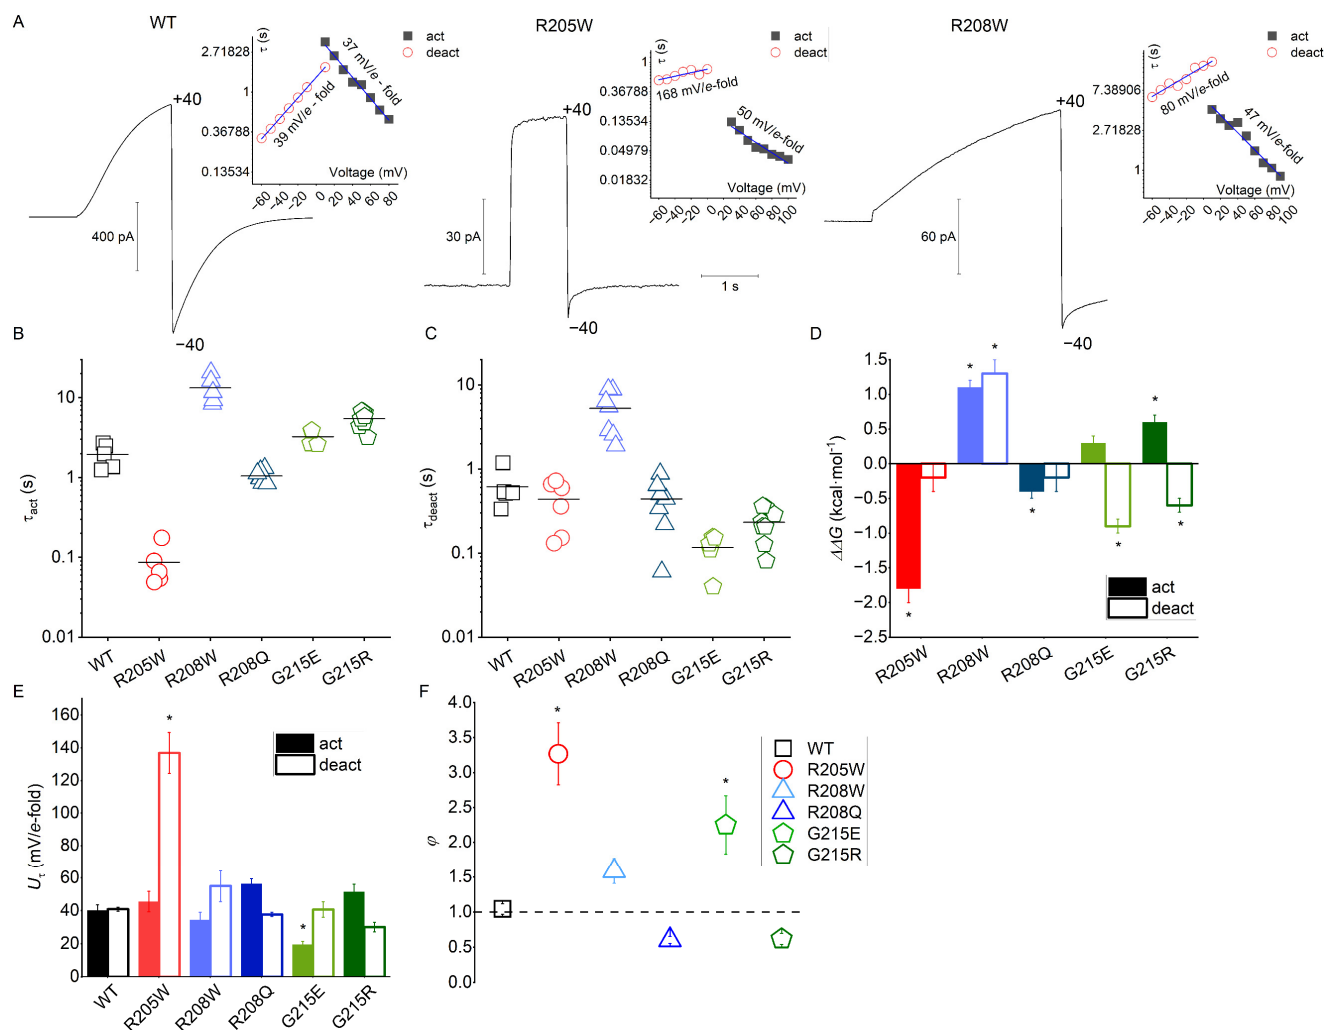 A
WT
act
deact
τ (s)
2.71828
1
0.36788
0.13534
37 mV/e - fold
39 mV/e - fold
Voltage (mV)
−60
−40
−20
0
20
40
60
80
+40
400 pA
−40
R205W
act
deact
τ (s)
1
0.36788
0.13534
0.04979
0.01832
168 mV/e-fold
50 mV/e-fold
Voltage (mV)
−60
−40
−20
0
20
40
60
80
100
+40
30 pA
1 s
−40
R208W
act
deact
τ (s)
7.38906
2.71828
1
80 mV/e-fold
47 mV/e-fold
Voltage (mV)
−60
−40
−20
0
20
40
60
80
100
+40
60 pA
−40
B
τact (s)
10
1
0.1
0.01
WT
R205W
R208W
R208Q
G215E
G215R
C
τdeact (s)
10
1
0.1
0.01
WT
R205W
R208W
R208Q
G215E
G215R
D
ΔΔG (kcal·mol-1)
1.5
1.0
0.5
0.0
−0.5
−1.0
−1.5
−2.0
−2.5
*
*
*
*
*
*
*
act
deact
R205W
R208W
R208Q
G215E
G215R
E
Uτ (mV/e-fold)
160
140
120
100
80
60
40
20
0
*
*
act
deact
WT
R205W
R208W
R208Q
G215E
G215R
F
φ
4.0
3.5
3.0
2.5
2.0
1.5
1.0
0.5
0.0
*
*
WT
R205W
R208W
R208Q
G215E
G215R